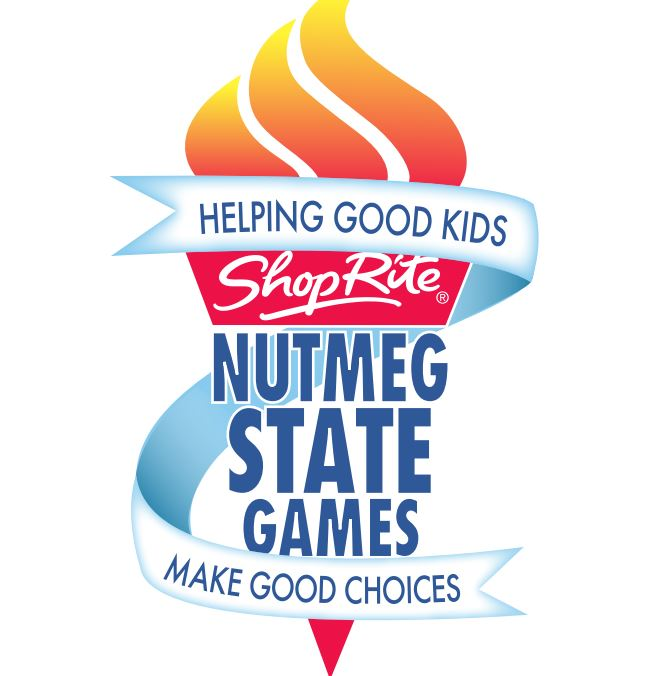 HELPING GOOD KIDS
ShopRite®
NUTMEG
STATE
GAMES
MAKE GOOD CHOICES